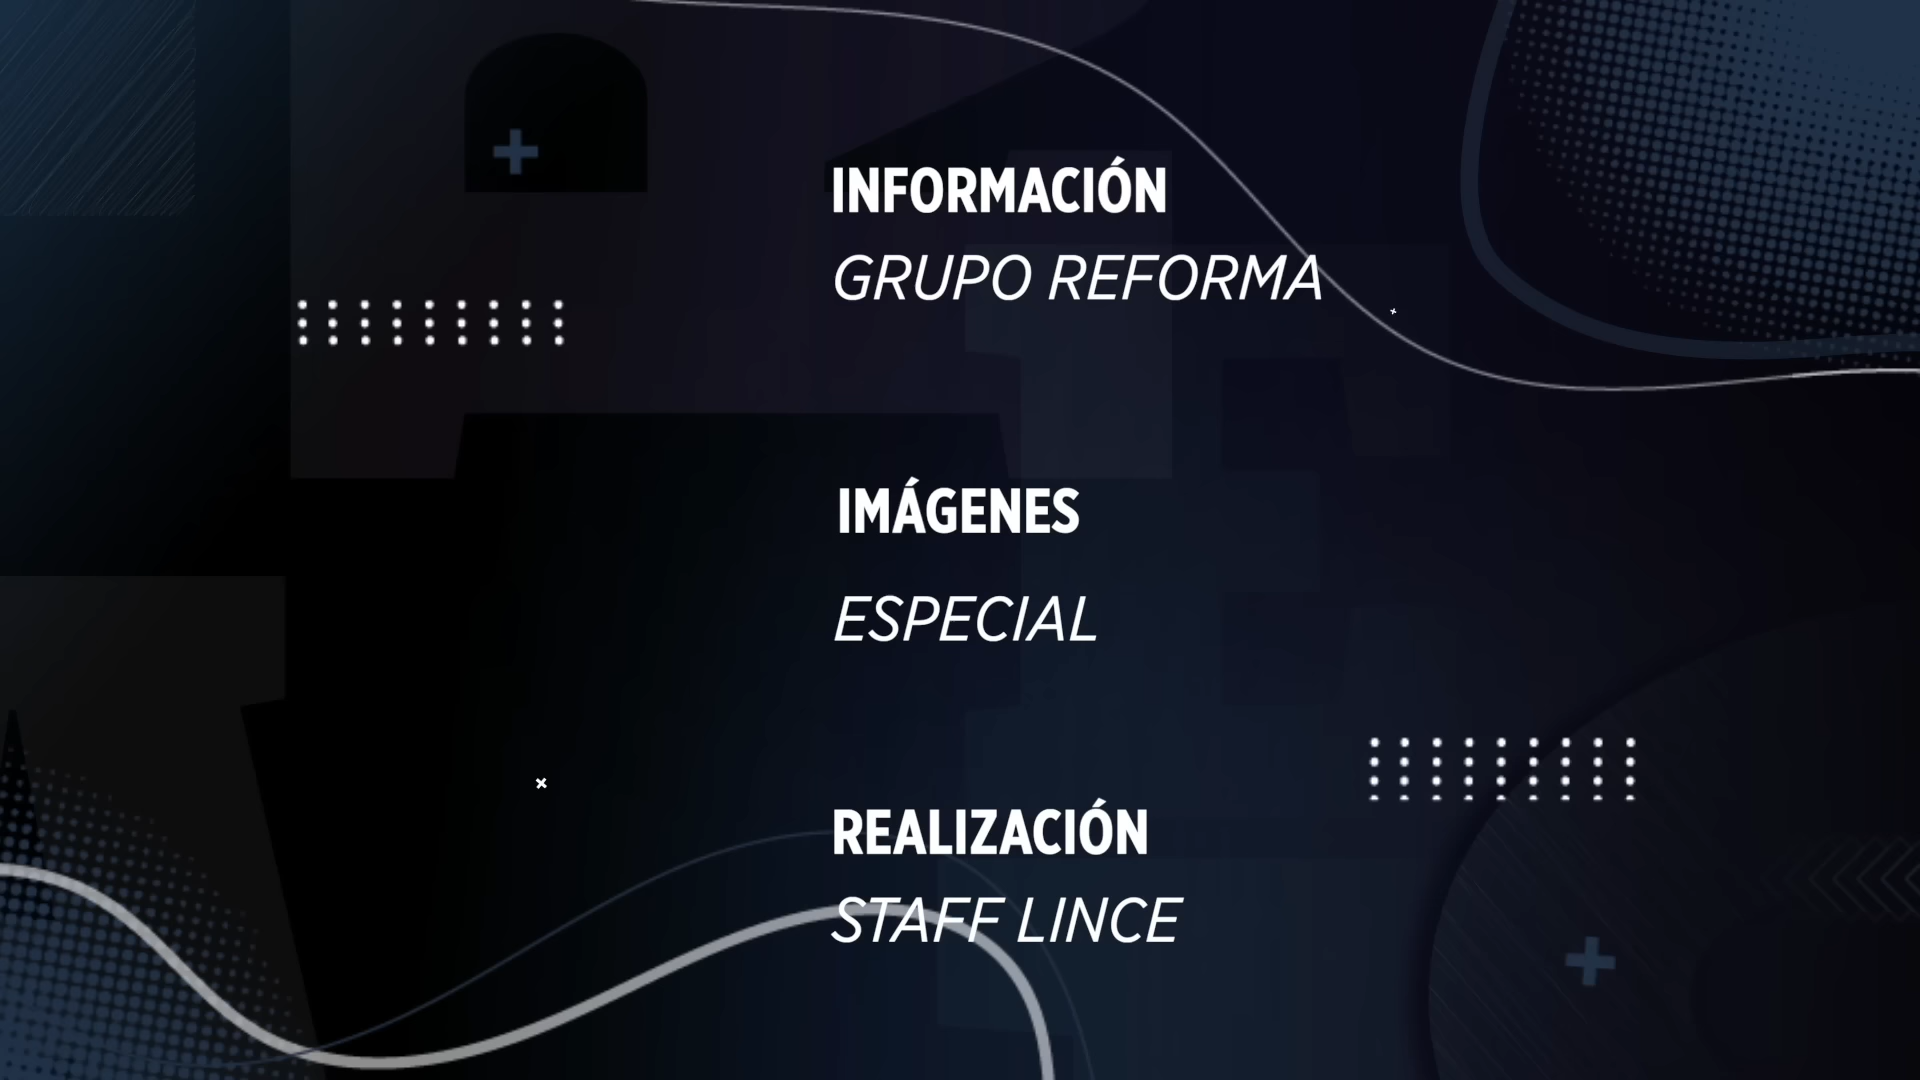 INFORMACIÓN
GRUPO REFORMA
IMÁGENES
ESPECIAL
REALIZACIÓN
STAFF LINCE